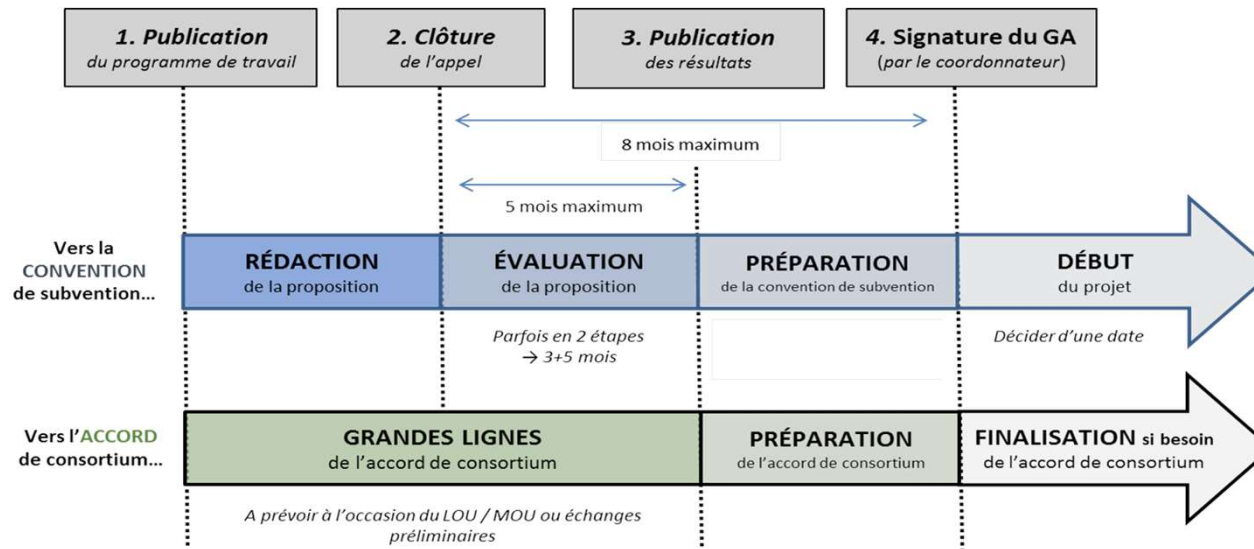 1. Publication
du programme de travail
2. Clôture
de l'appel
3. Publication
des résultats
4. Signature du GA
(par le coordonnateur)
8 mois maximum
5 mois maximum
Vers la
CONVENTION
de subvention...
RÉDACTION
de la proposition
ÉVALUATION
de la proposition
PRÉPARATION
de la convention de subvention
DÉBUT
du projet
Parfois en 2 étapes
→ 3+5 mois
Décider d'une date
Vers l'ACCORD
de consortium...
GRANDES LIGNES
de l'accord de consortium
PRÉPARATION
de l'accord de consortium
FINALISATION si besoin
de l'accord de consortium
A prévoir à l'occasion du LOU / MOU ou échanges
préliminaires